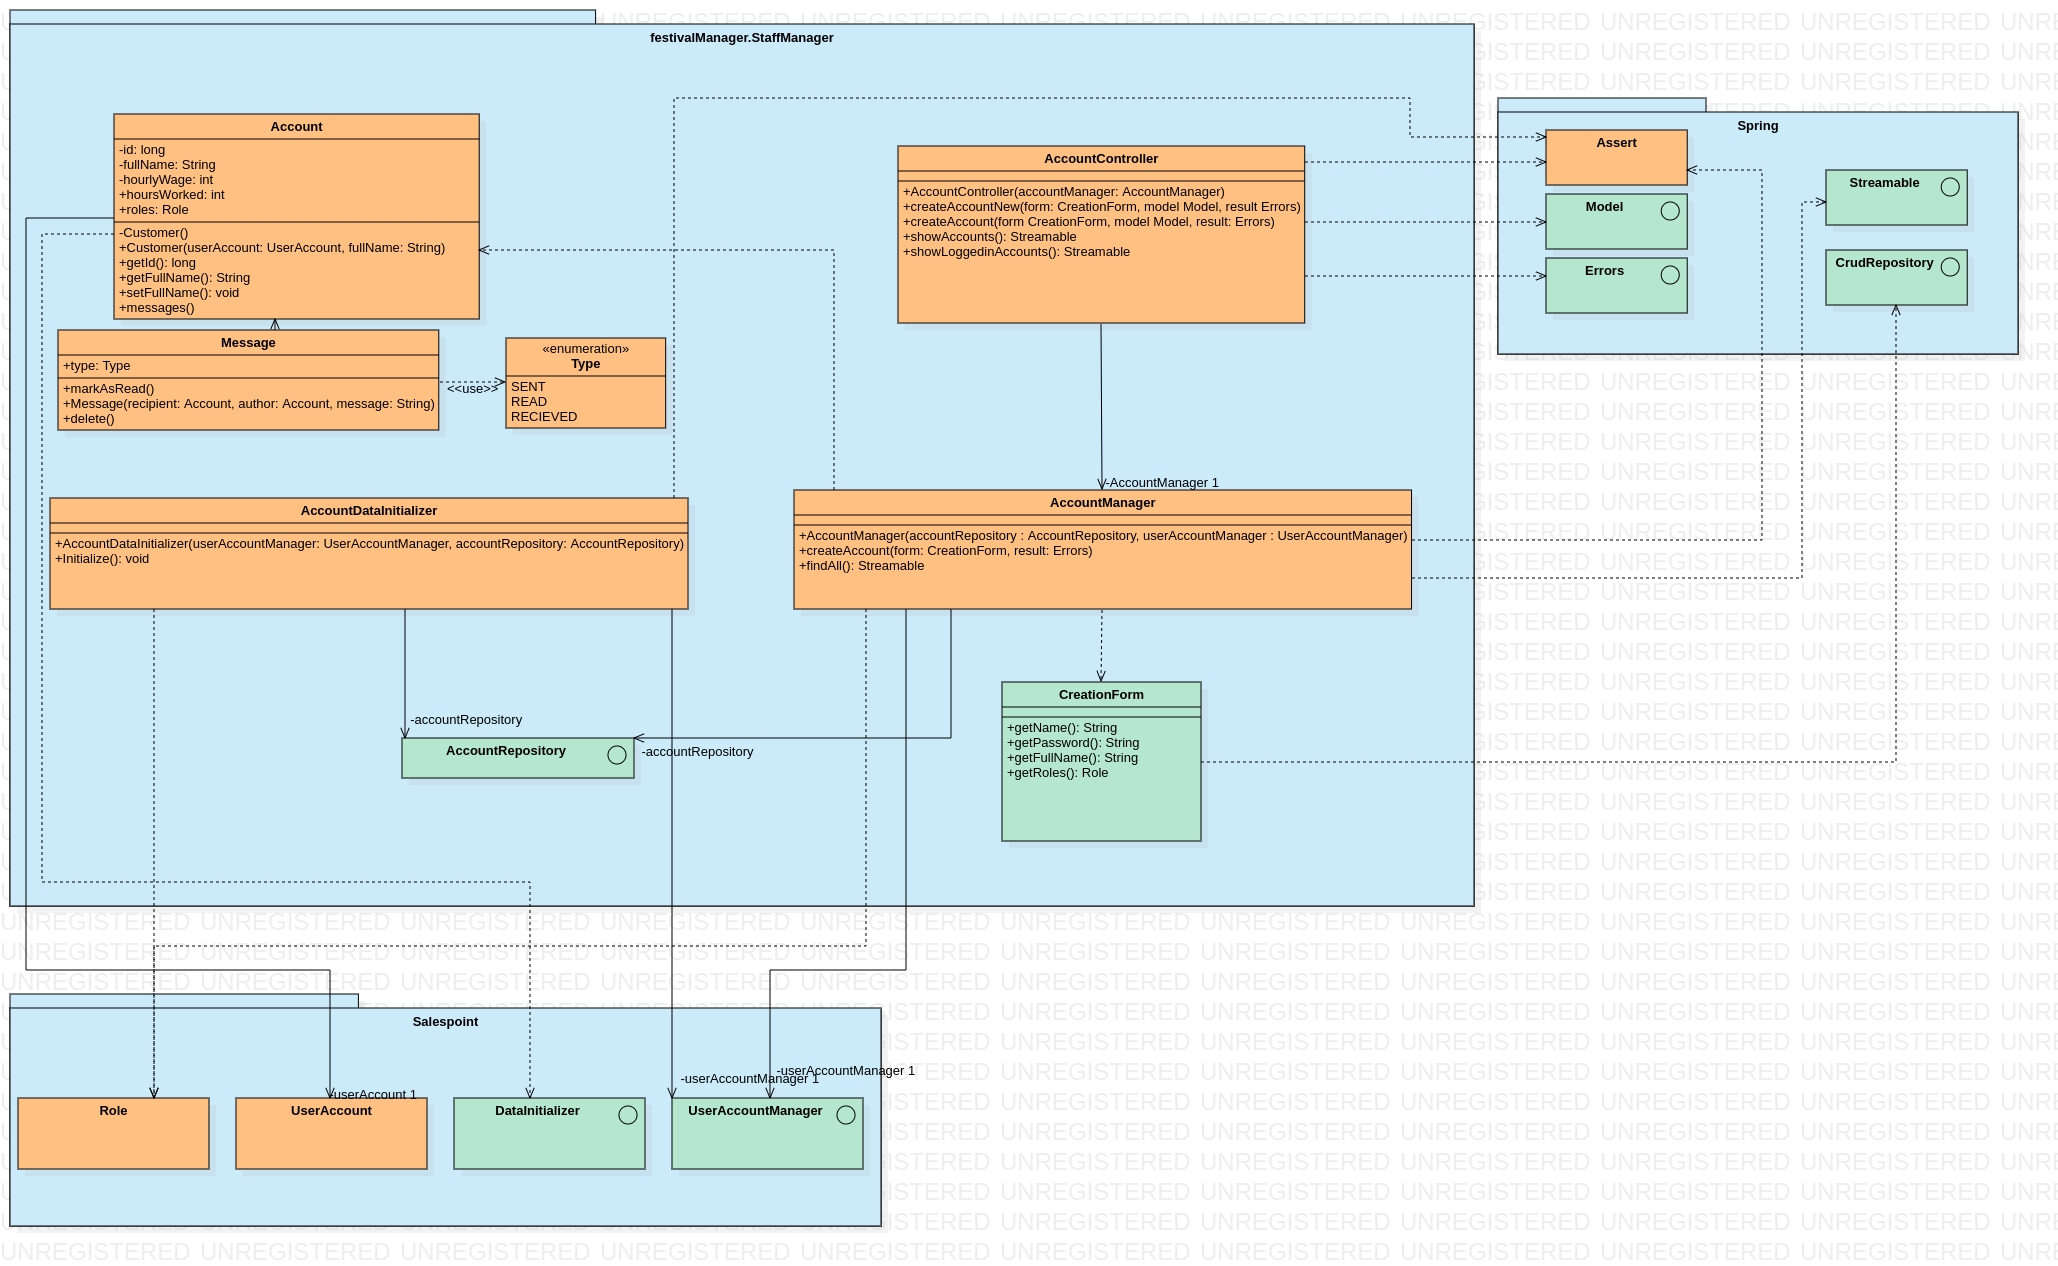 festivalManager.StaffManager
Account
-id: long
-fullName: String
-hourlyWage: int
+hoursWorked: int
+roles: Role
-Customer()
+Customer(userAccount: UserAccount, fullName: String)
+getId(): long
+getFullName(): String
+setFullName(): void
+messages()
Message
+type: Type
+markAsRead()
+Message(recipient: Account, author: Account, message: String)
+delete()
<<use>>
«enumeration»
Type
SENT
READ
RECIEVED
AccountController
+AccountController(accountManager: AccountManager)
+createAccountNew(form: CreationForm, model Model, result Errors)
+createAccount(form CreationForm, model Model, result: Errors)
+showAccounts(): Streamable
+showLoggedinAccounts(): Streamable
Spring
Assert
Model
Errors
Streamable
CrudRepository
-AccountManager 1
AccountDataInitializer
+AccountDataInitializer(userAccountManager: UserAccountManager, accountRepository: AccountRepository)
+Initialize(): void
AccountManager
+AccountManager(accountRepository : AccountRepository, userAccountManager : UserAccountManager)
+createAccount(form: CreationForm, result: Errors)
+findAll(): Streamable
-accountRepository
AccountRepository
-accountRepository
CreationForm
+getName(): String
+getPassword(): String
+getFullName(): String
+getRoles(): Role
Salespoint
-userAccountManager 1
-userAccountManager 1
-userAccount 1
Role
UserAccount
DataInitializer
UserAccountManager
UNREGISTERED